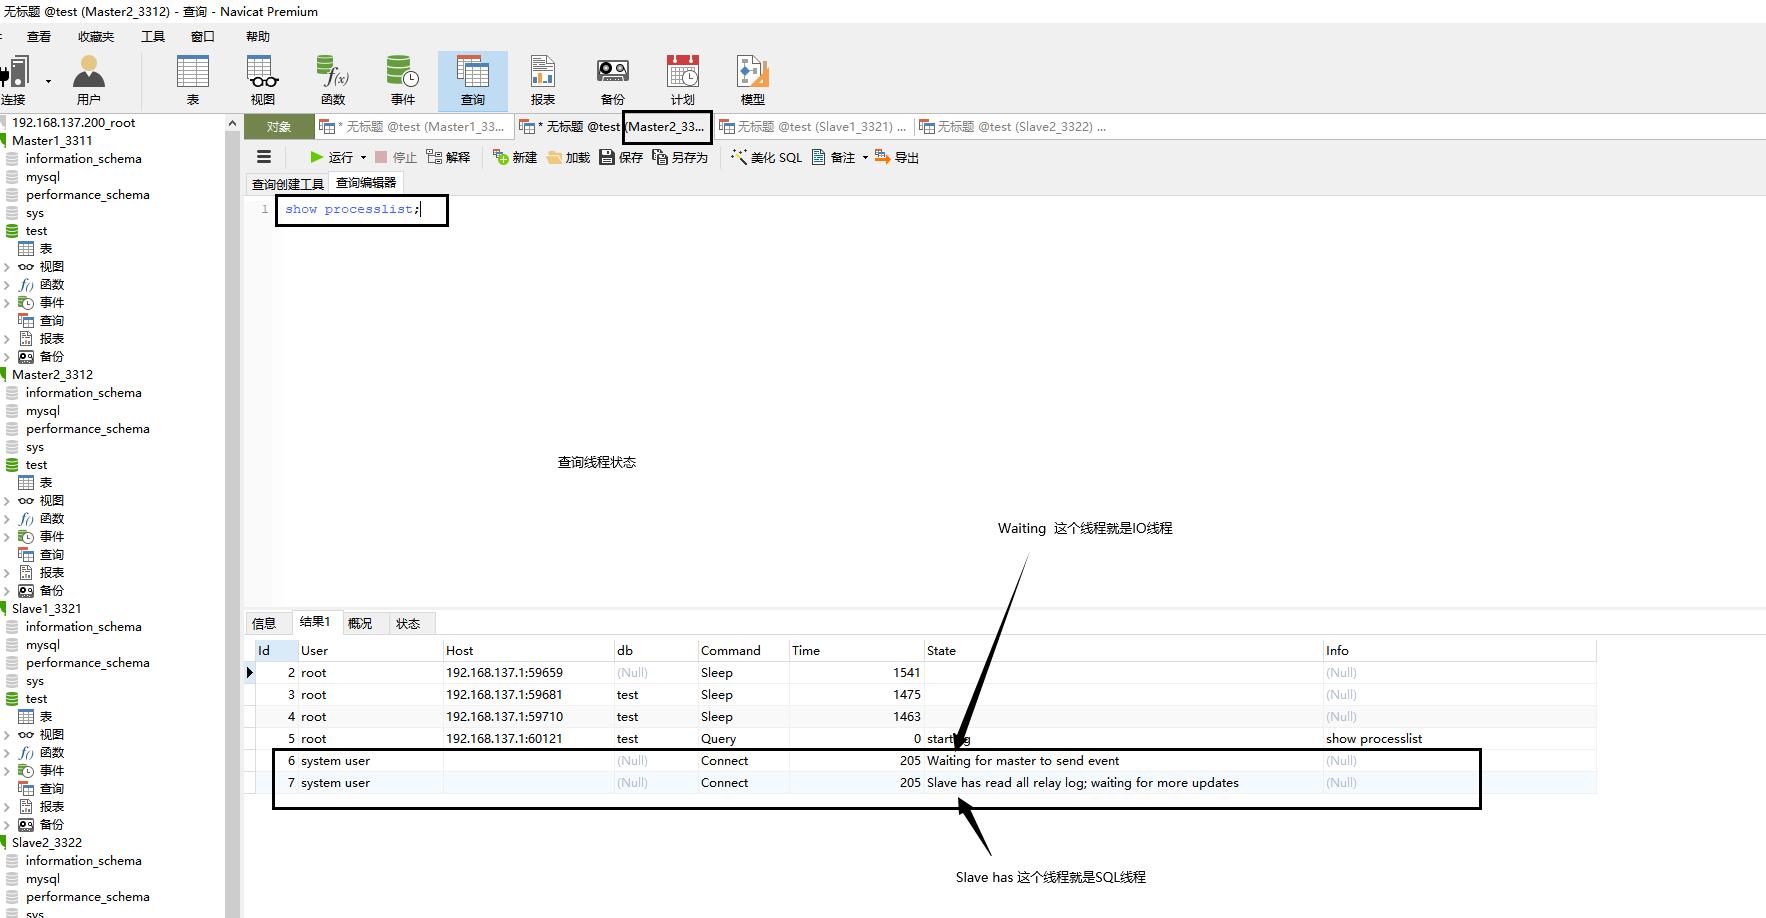 无标题 @test (Master2_3312) - 查询 - Navicat Premium
查看 收藏夹 工具 窗口 帮助
连接 用户 表 视图 函数 事件 查询 报表 备份 计划 模型
192.168.137.200_root
Master1_3311
information_schema
mysql
performance_schema
sys
test
表
视图
函数
事件
查询
报表
备份
Master2_3312
information_schema
mysql
performance_schema
sys
test
表
视图
函数
事件
查询
报表
备份
Slave1_3321
information_schema
mysql
performance_schema
sys
test
表
视图
函数
事件
查询
报表
备份
Slave2_3322
information_schema
mysql
performance_schema
sys
对象 * 无标题 @test (Master1_33... * 无标题 @test (Master2_33... 无标题 @test (Slave1_3321) ... 无标题 @test (Slave2_3322) ...
运行 停止 解释 新建 加载 保存 另存为 美化 SQL 备注 导出
查询创建工具 查询编辑器
1 show processlist;
查询线程状态
Waiting 这个线程就是IO线程
信息 结果1 概况 状态
Id User Host db Command Time State Info
2 root 192.168.137.1:59659 (Null) Sleep 1541 (Null)
3 root 192.168.137.1:59681 test Sleep 1475 (Null)
4 root 192.168.137.1:59710 test Sleep 1463 (Null)
5 root 192.168.137.1:60121 test Query 0 starting show processlist
6 system user (Null) Connect 205 Waiting for master to send event (Null)
7 system user (Null) Connect 205 Slave has read all relay log; waiting for more updates (Null)
Slave has 这个线程就是SQL线程